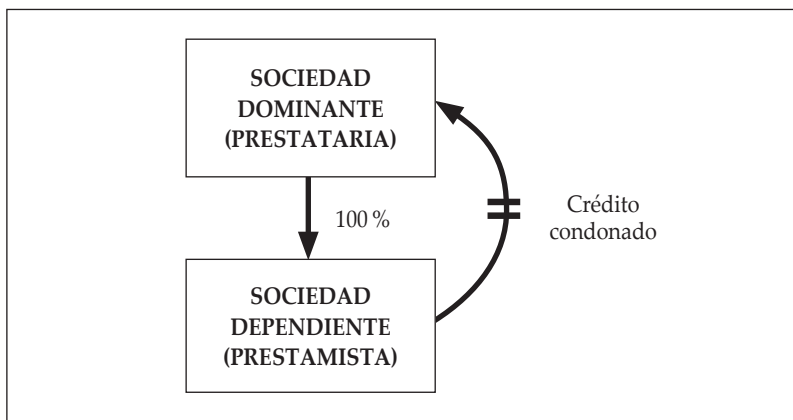 SOCIEDAD
DOMINANTE
(PRESTATARIA)
100 %
Crédito
condonado
SOCIEDAD
DEPENDIENTE
(PRESTAMISTA)